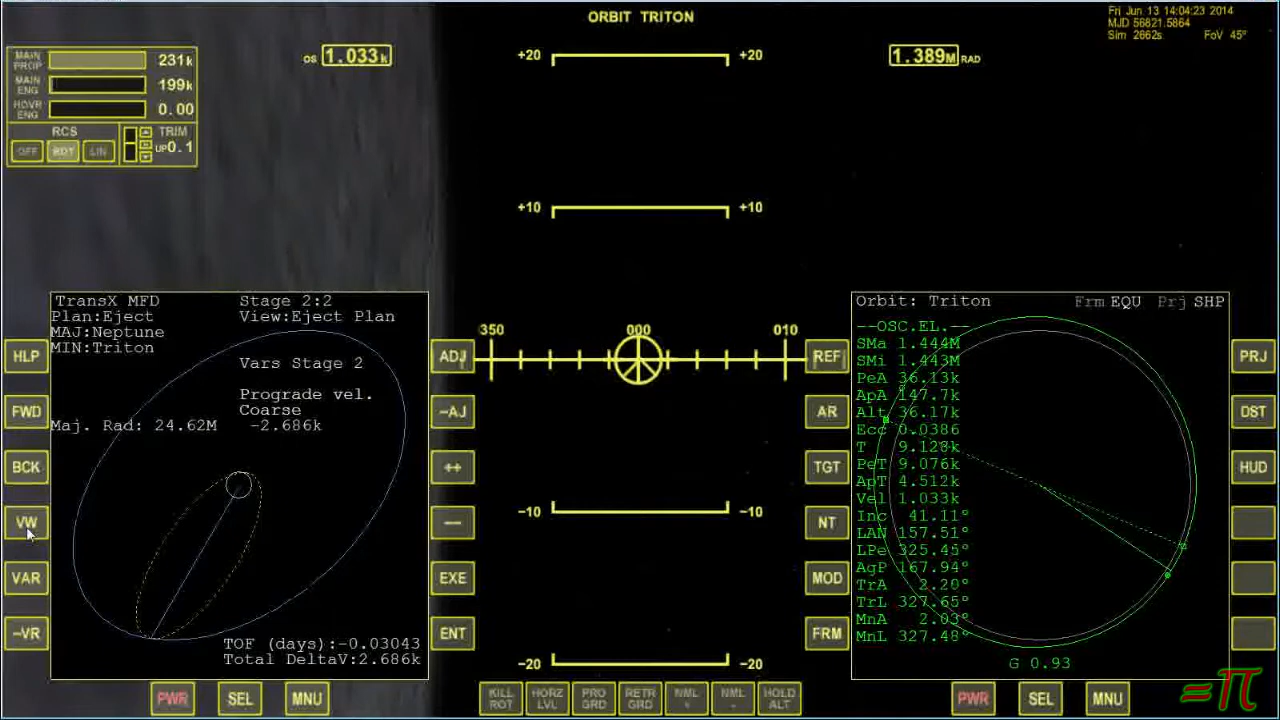 ORBIT TRITON
Fri Jun 13 14:04:23 2014
MJD 56821.5864
Sim 2662s FoV 45°
MAIN PROP 231k
MAIN ENG 199k
HOVR ENG 0.00
RCS TRIM
OFF ROT LIN UP0.1
OS 1.033k
1.389M RAD
+20 +20
+10 +10
350 000 010
-10 -10
-20 -20
TransX MFD Stage 2:2
Plan:Eject View:Eject Plan
MAJ:Neptune
MIN:Triton
Vars Stage 2
Prograde vel.
Coarse
Maj. Rad: 24.62M -2.686k
TOF (days):-0.03043
Total DeltaV:2.686k
HLP
FWD
BCK
VW
VAR
-VR
ADJ
-AJ
++
--
EXE
ENT
PWR SEL MNU
KILL ROT
HORZ LVL
PRO GRD
RETR GRD
NML +
NML -
HOLD ALT
REF
AR
TGT
NT
MOD
FRM
Orbit: Triton Frm EQU Prj SHP
--OSC.EL.--
SMa 1.444M
SMi 1.443M
PeA 36.13k
ApA 147.7k
Alt 36.17k
Ecc 0.0386
T 9.128k
PeT 9.076k
ApT 4.512k
Vel 1.033k
Inc 41.11°
LAN 157.51°
LPe 325.45°
AgP 167.94°
TrA 2.20°
TrL 327.65°
MnA 2.03°
MnL 327.48°
G 0.93
PRJ
DST
HUD
PWR SEL MNU
=π